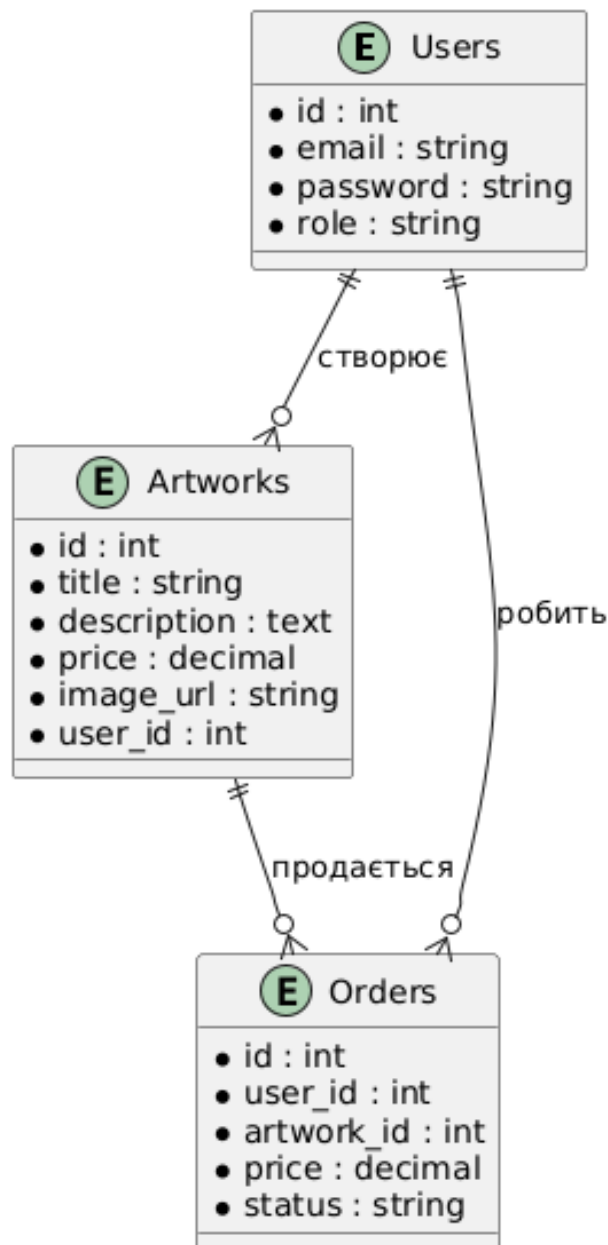 E Users
id : int
email : string
password : string
role : string
створює
E Artworks
id : int
title : string
description : text
price : decimal
image_url : string
user_id : int
робить
продається
E Orders
id : int
user_id : int
artwork_id : int
price : decimal
status : string